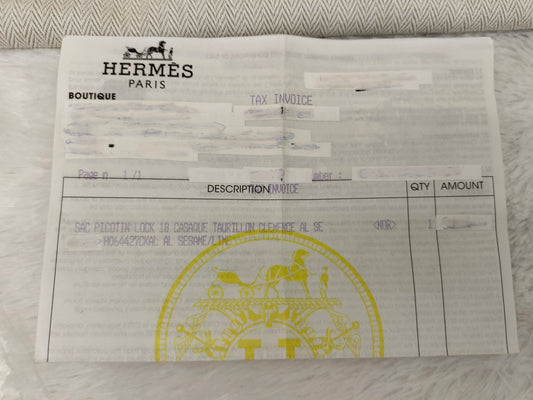 HERMÈS
PARIS
BOUTIQUE
TAX INVOICE
Page n 1 /1 mber :
DESCRIPTION INVOICE QTY AMOUNT
SAC PICOTIN LOCK 18 CASAQUE TAURILLON CLEMENCE AL SE <NOR> 1
>H064427CKAL AL SESAME/LIME